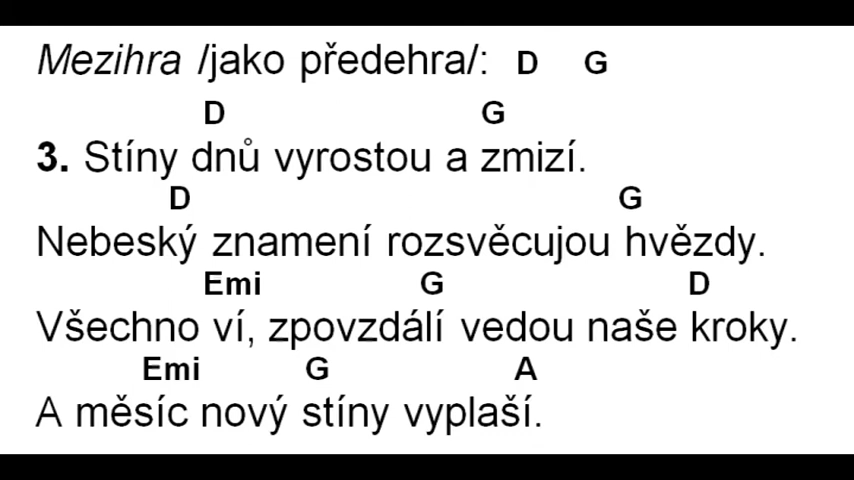 Mezihra /jako předehra/: D G
D G
3. Stíny dnů vyrostou a zmizí.
D G
Nebeský znamení rozsvěcujou hvězdy.
Emi G D
Všechno ví, zpovzdálí vedou naše kroky.
Emi G A
A měsíc nový stíny vyplaší.